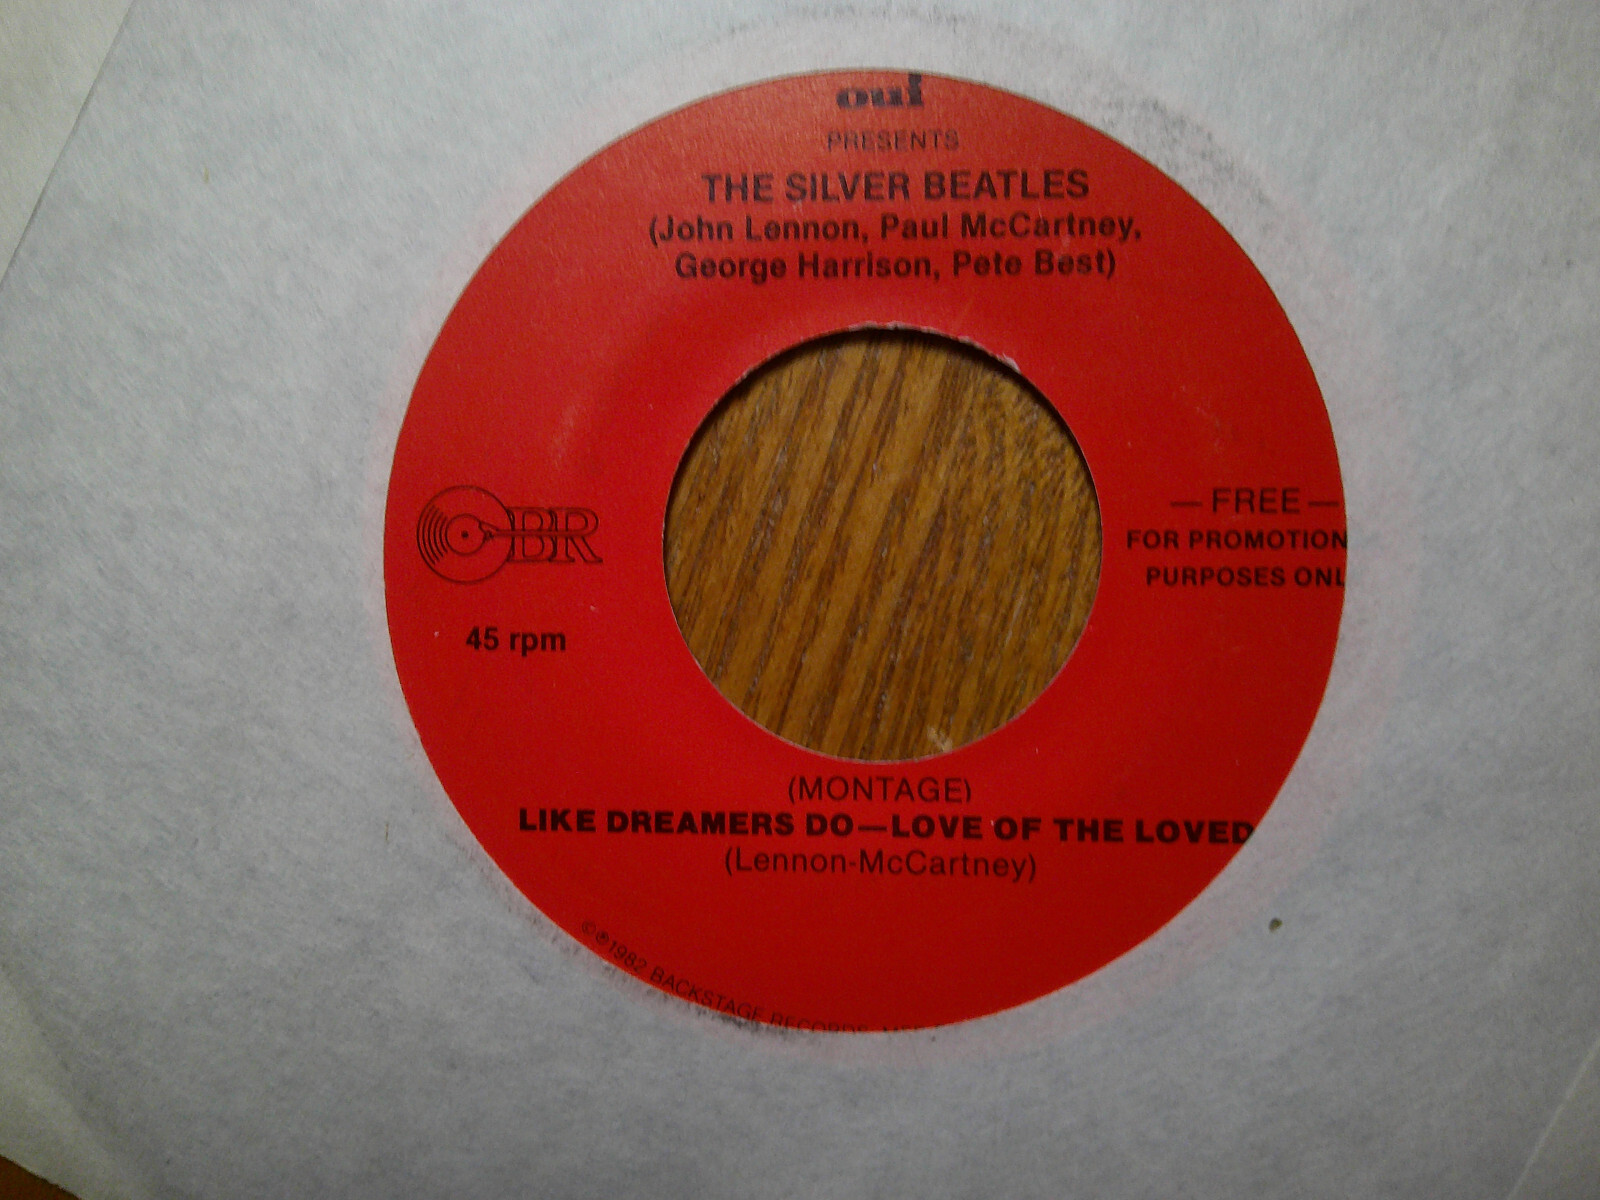 oui
PRESENTS
THE SILVER BEATLES
(John Lennon, Paul McCartney,
George Harrison, Pete Best)
BR
45 rpm
— FREE —
FOR PROMOTION
PURPOSES ONL
(MONTAGE)
LIKE DREAMERS DO—LOVE OF THE LOVED
(Lennon-McCartney)
©℗1982 BACKSTAGE RECORDS,